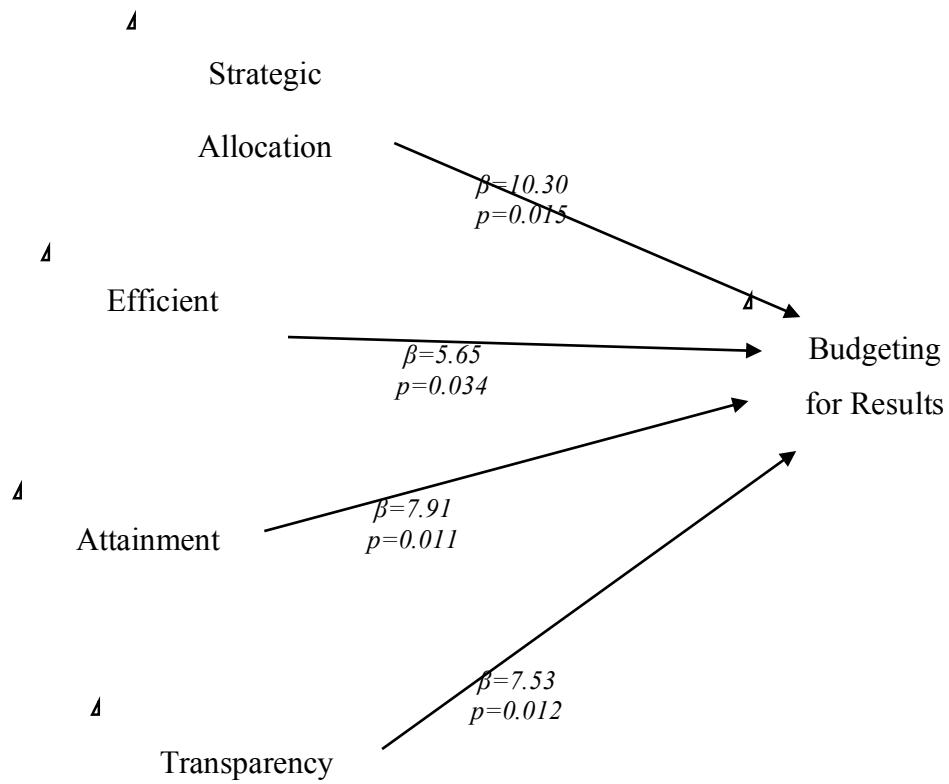 Strategic
Allocation
β=10.30
p=0.015
Efficient
β=5.65
p=0.034
Budgeting
for Results
Attainment
β=7.91
p=0.011
Transparency
β=7.53
p=0.012